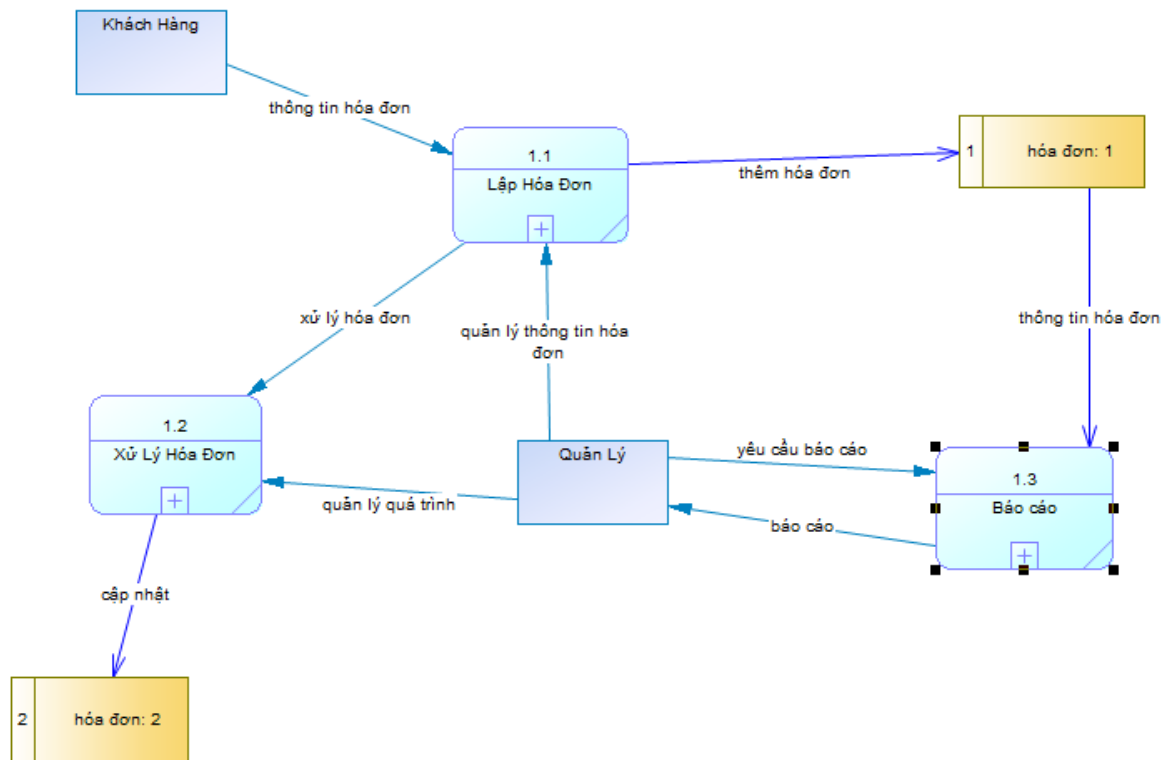 Khách Hàng
thông tin hóa đơn
1.1
Lập Hóa Đơn
thêm hóa đơn
1
hóa đơn: 1
xử lý hóa đơn
quản lý thông tin hóa
đơn
thông tin hóa đơn
1.2
Xử Lý Hóa Đơn
Quản Lý
yêu cầu báo cáo
1.3
Báo cáo
quản lý quá trình
báo cáo
cập nhật
2
hóa đơn: 2